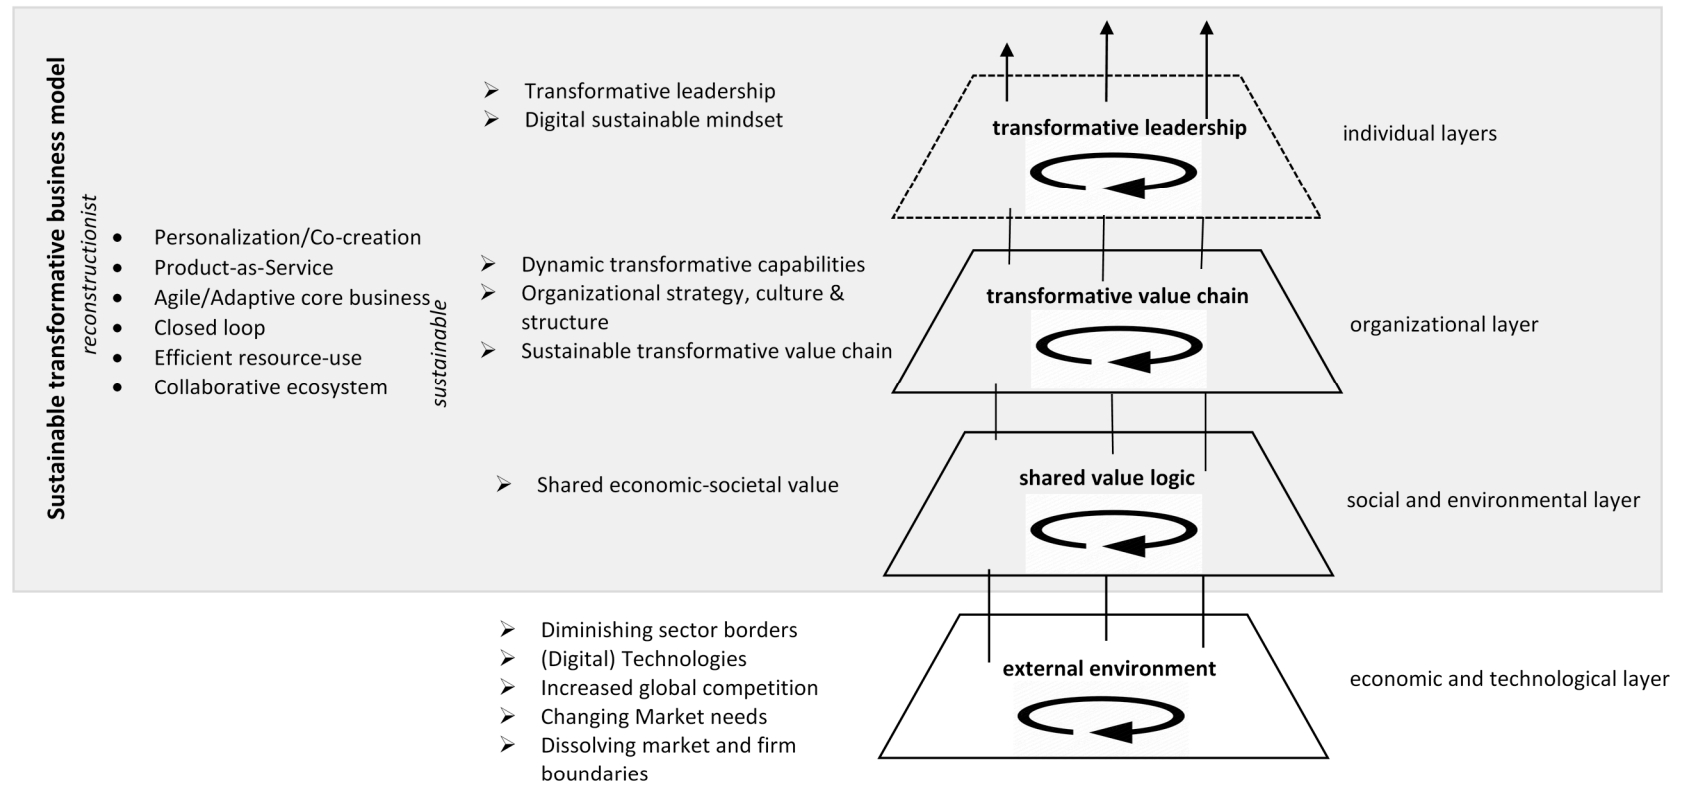 Sustainable transformative business model
reconstructionist
Personalization/Co-creation
Product-as-Service
Agile/Adaptive core business
Closed loop
Efficient resource-use
Collaborative ecosystem
sustainable
Transformative leadership
Digital sustainable mindset
transformative leadership
individual layers
Dynamic transformative capabilities
Organizational strategy, culture &
structure
Sustainable transformative value chain
transformative value chain
organizational layer
Shared economic-societal value
shared value logic
social and environmental layer
Diminishing sector borders
(Digital) Technologies
Increased global competition
Changing Market needs
Dissolving market and firm
boundaries
external environment
economic and technological layer